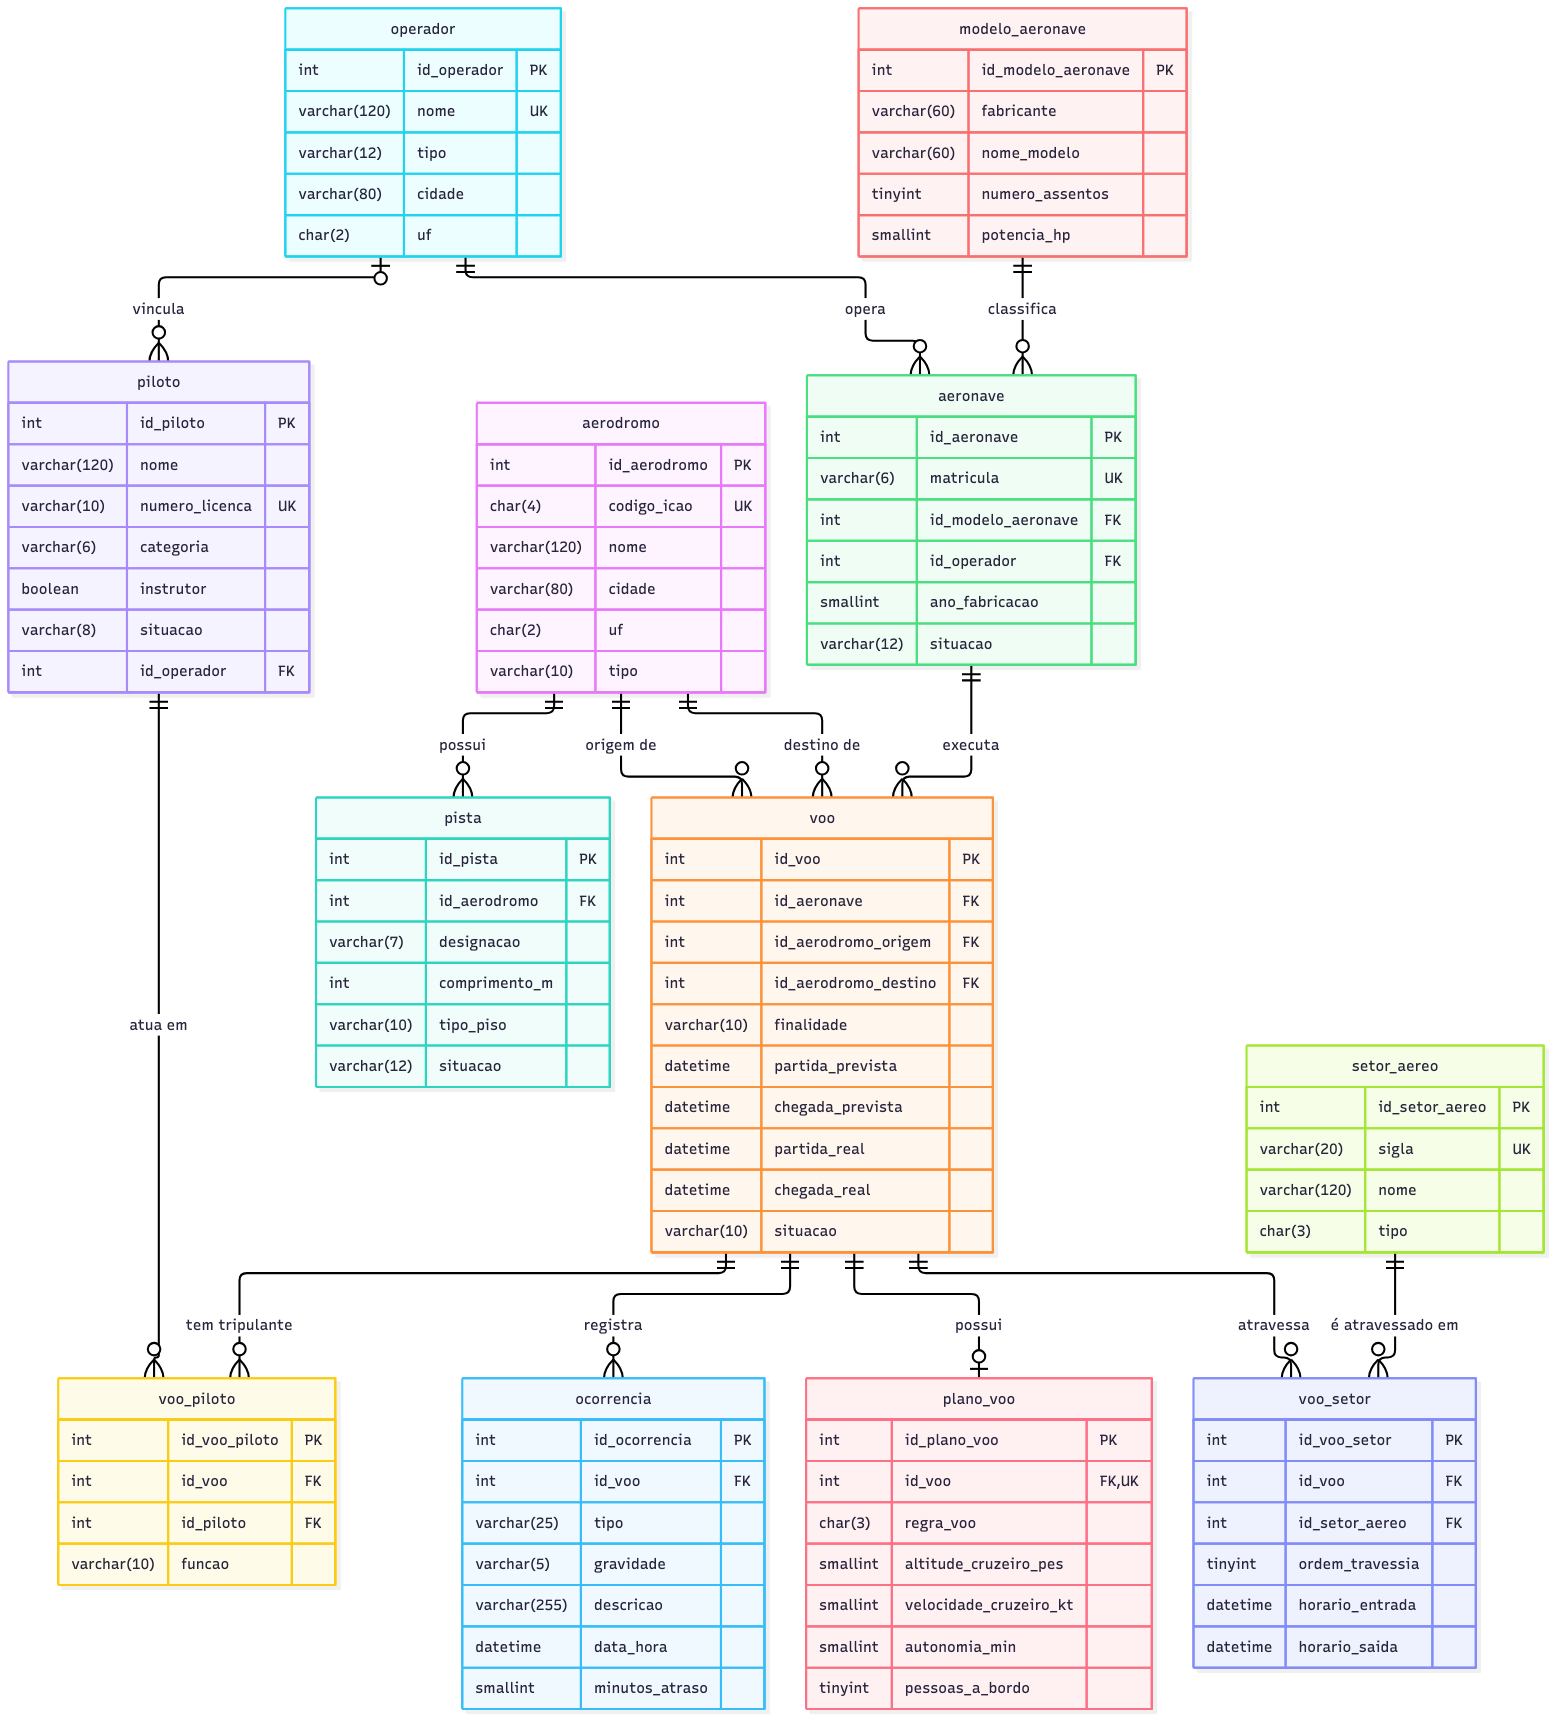 operador
int id_operador PK
varchar(120) nome UK
varchar(12) tipo
varchar(80) cidade
char(2) uf
modelo_aeronave
int id_modelo_aeronave PK
varchar(60) fabricante
varchar(60) nome_modelo
tinyint numero_assentos
smallint potencia_hp
vincula
opera
classifica
piloto
int id_piloto PK
varchar(120) nome
varchar(10) numero_licenca UK
varchar(6) categoria
boolean instrutor
varchar(8) situacao
int id_operador FK
aerodromo
int id_aerodromo PK
char(4) codigo_icao UK
varchar(120) nome
varchar(80) cidade
char(2) uf
varchar(10) tipo
aeronave
int id_aeronave PK
varchar(6) matricula UK
int id_modelo_aeronave FK
int id_operador FK
smallint ano_fabricacao
varchar(12) situacao
possui
origem de
destino de
executa
pista
int id_pista PK
int id_aerodromo FK
varchar(7) designacao
int comprimento_m
varchar(10) tipo_piso
varchar(12) situacao
voo
int id_voo PK
int id_aeronave FK
int id_aerodromo_origem FK
int id_aerodromo_destino FK
varchar(10) finalidade
datetime partida_prevista
datetime chegada_prevista
datetime partida_real
datetime chegada_real
varchar(10) situacao
atua em
setor_aereo
int id_setor_aereo PK
varchar(20) sigla UK
varchar(120) nome
char(3) tipo
tem tripulante
registra
possui
atravessa
é atravessado em
voo_piloto
int id_voo_piloto PK
int id_voo FK
int id_piloto FK
varchar(10) funcao
ocorrencia
int id_ocorrencia PK
int id_voo FK
varchar(25) tipo
varchar(5) gravidade
varchar(255) descricao
datetime data_hora
smallint minutos_atraso
plano_voo
int id_plano_voo PK
int id_voo FK,UK
char(3) regra_voo
smallint altitude_cruzeiro_pes
smallint velocidade_cruzeiro_kt
smallint autonomia_min
tinyint pessoas_a_bordo
voo_setor
int id_voo_setor PK
int id_voo FK
int id_setor_aereo FK
tinyint ordem_travessia
datetime horario_entrada
datetime horario_saida